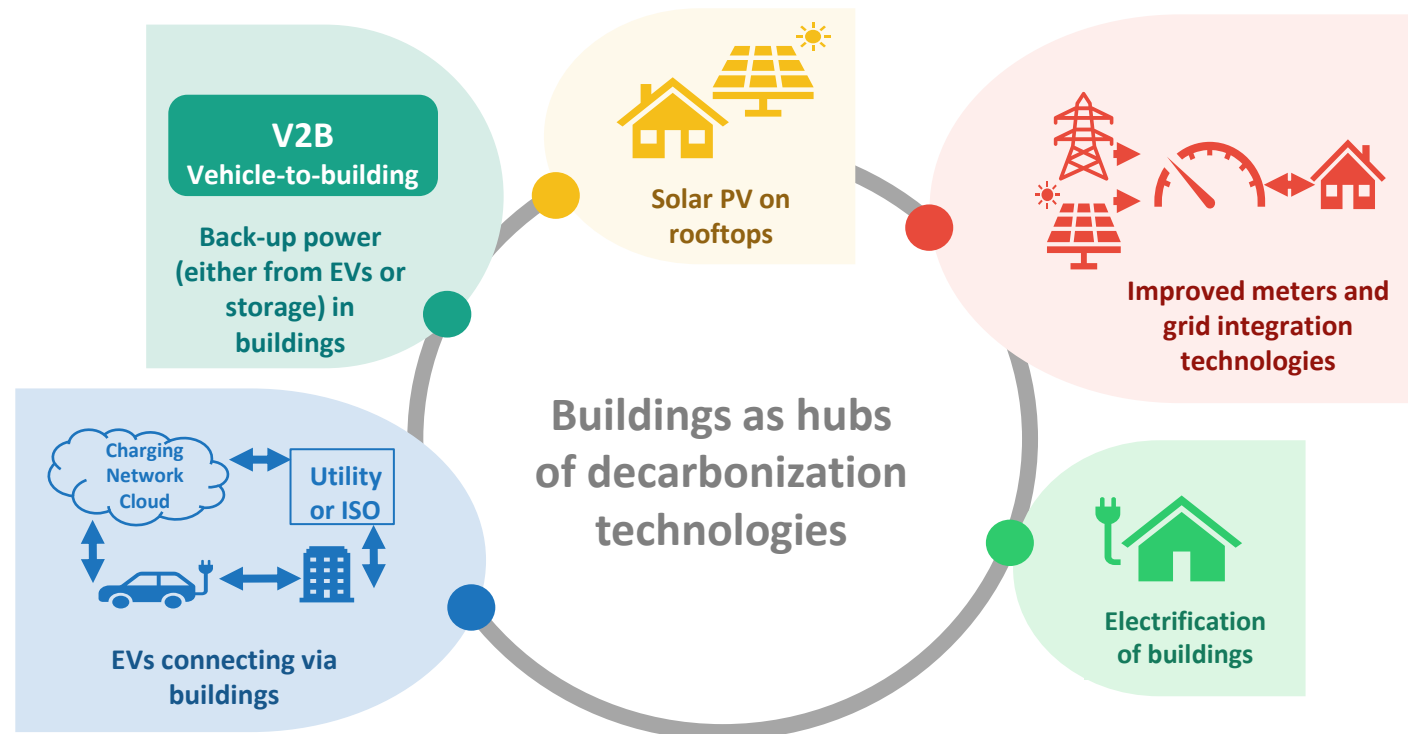 V2B
Vehicle-to-building
Back-up power
(either from EVs or
storage) in
buildings
Solar PV on
rooftops
Improved meters and
grid integration
technologies
Buildings as hubs
of decarbonization
technologies
Charging
Network
Cloud
Utility
or ISO
EVs connecting via
buildings
Electrification
of buildings